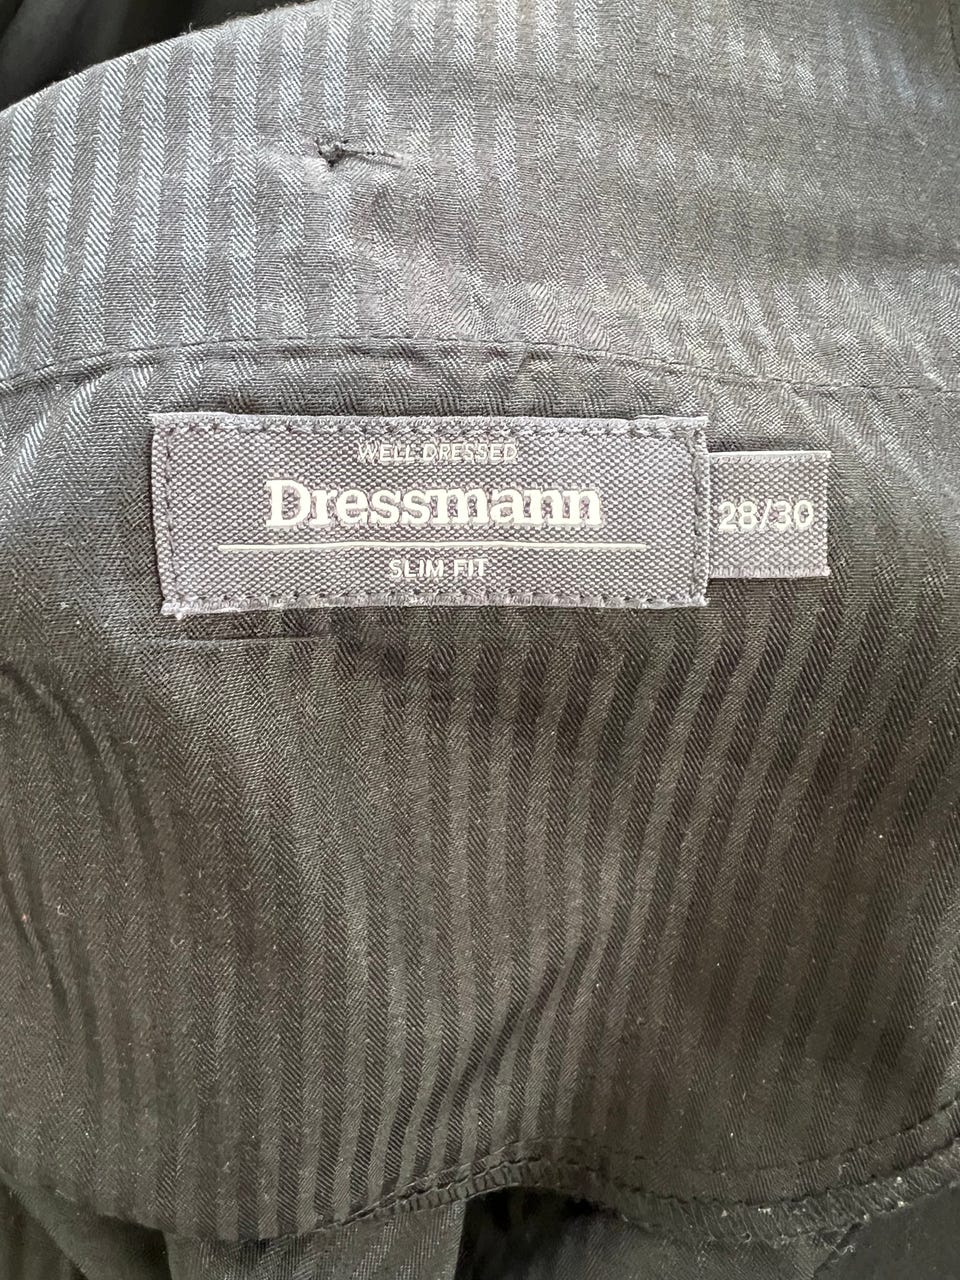 WELL DRESSED
Dressmann
SLIM FIT
28/30